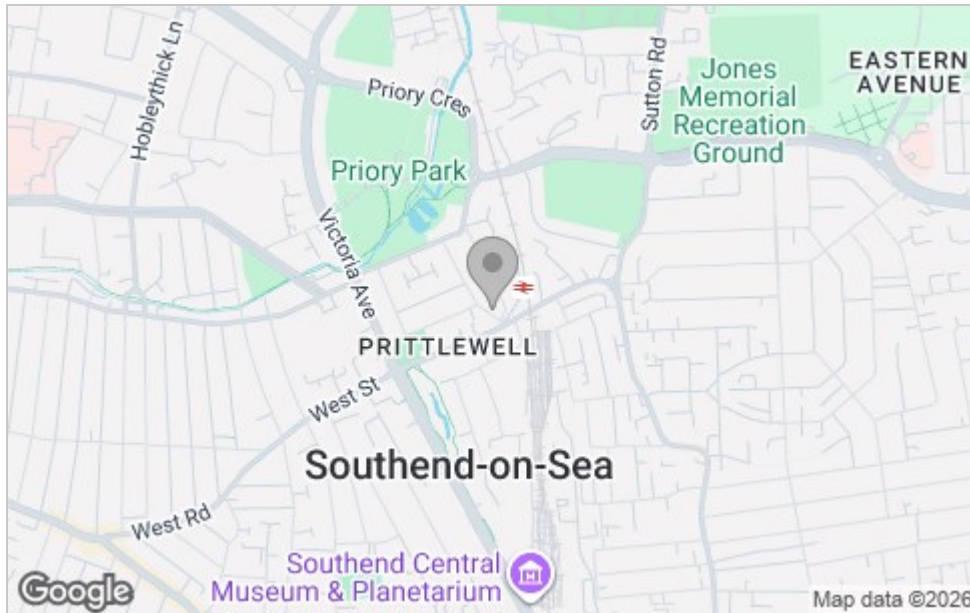 Hobleythick Ln
Priory Cres
Sutton Rd
EASTERN
AVENUE
Jones
Memorial
Recreation
Ground
Priory Park
Victoria Ave
PRITTLEWELL
West St
Southend-on-Sea
West Rd
Southend Central
Museum & Planetarium
Google
Map data ©2026